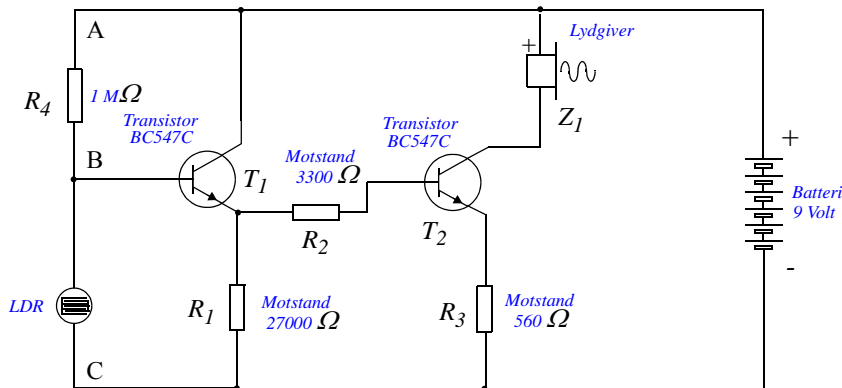 A
Lydgiver
+
R4
1 MΩ
Transistor
BC547C
Z1
Transistor
BC547C
B
Motstand
3300 Ω
T1
+
R2
T2
Batteri
9 Volt
-
LDR
R1
Motstand
27000 Ω
R3
Motstand
560 Ω
C